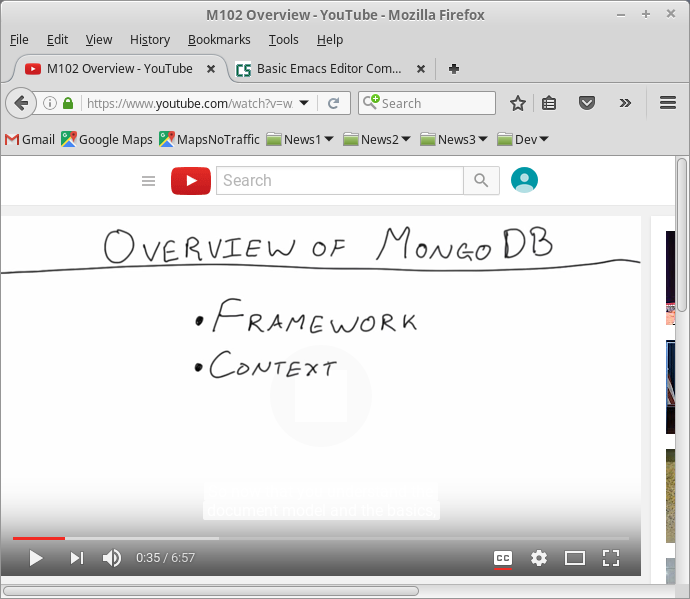 M102 Overview - YouTube - Mozilla Firefox
File Edit View History Bookmarks Tools Help
M102 Overview - YouTube Basic Emacs Editor Com...
https://www.youtube.com/watch?v=w Search
Gmail Google Maps MapsNoTraffic News1 News2 News3 Dev
Search
OVERVIEW OF MONGODB
• FRAMEWORK
• CONTEXT
document model and the basics,
0:35 / 6:57 CC